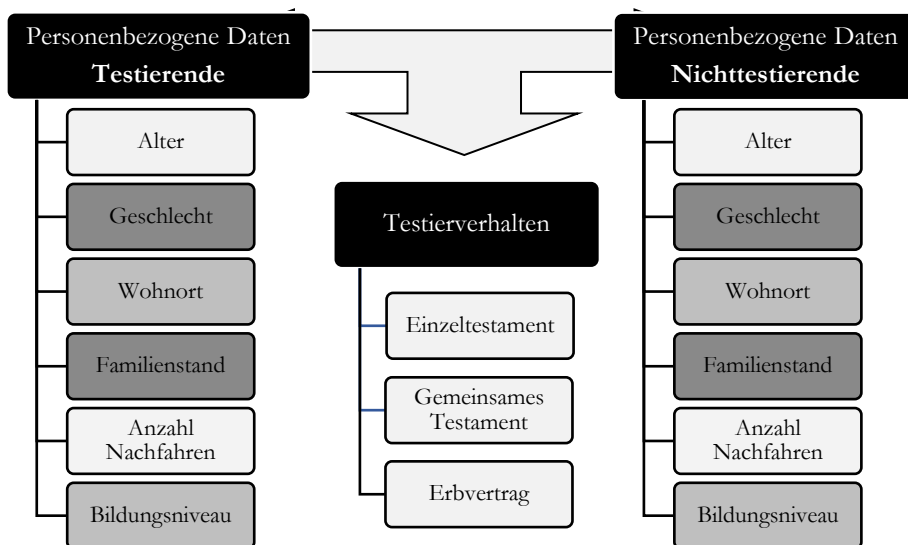 Personenbezogene Daten
Testierende
Alter
Geschlecht
Wohnort
Familienstand
Anzahl
Nachfahren
Bildungsniveau
Testierverhalten
Einzeltestament
Gemeinsames
Testament
Erbvertrag
Personenbezogene Daten
Nichttestierende
Alter
Geschlecht
Wohnort
Familienstand
Anzahl
Nachfahren
Bildungsniveau